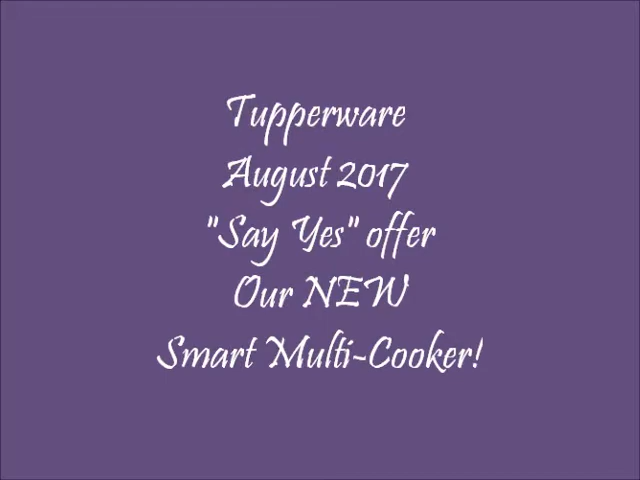 Tupperware
August 2017
"Say Yes" offer
Our NEW
Smart Multi-Cooker!